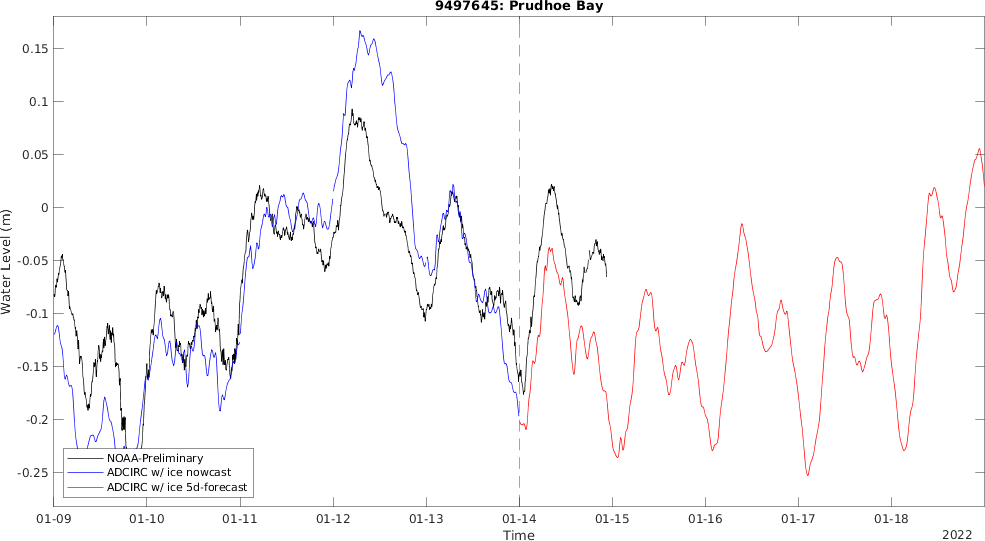 9497645: Prudhoe Bay
Water Level (m)
0.15
0.1
0.05
0
-0.05
-0.1
-0.15
-0.2
-0.25
NOAA-Preliminary
ADCIRC w/ ice nowcast
ADCIRC w/ ice 5d-forecast
01-09 01-10 01-11 01-12 01-13 01-14 01-15 01-16 01-17 01-18
Time
2022